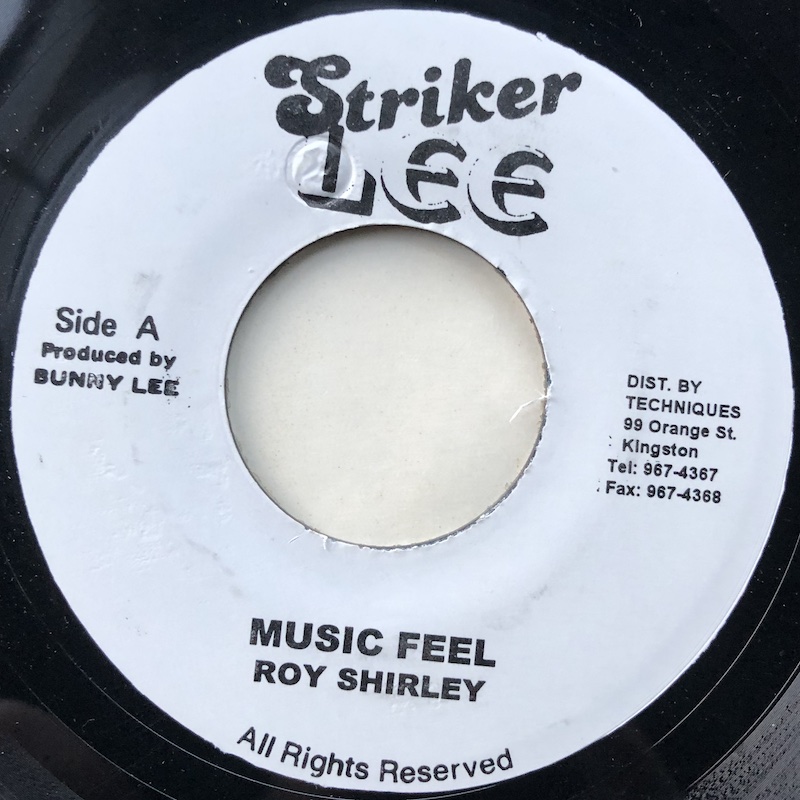 Striker
LEE
Side A
Produced by
BUNNY LEE
DIST. BY
TECHNIQUES
99 Orange St.
Kingston
Tel: 967-4367
Fax: 967-4368
MUSIC FEEL
ROY SHIRLEY
All Rights Reserved